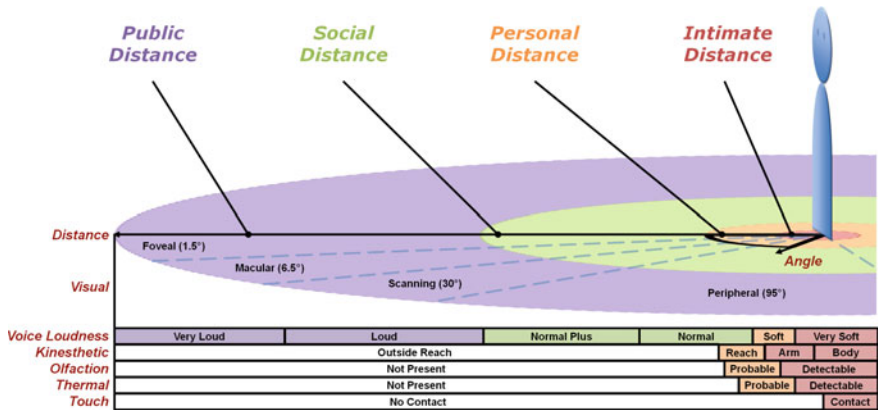 Public Distance
Social Distance
Personal Distance
Intimate Distance
Distance
Foveal (1.5°)
Macular (6.5°)
Angle
Visual
Scanning (30°)
Peripheral (95°)
Voice Loudness Very Loud Loud Normal Plus Normal Soft Very Soft
Kinesthetic Outside Reach Reach Arm Body
Olfaction Not Present Probable Detectable
Thermal Not Present Probable Detectable
Touch No Contact Contact